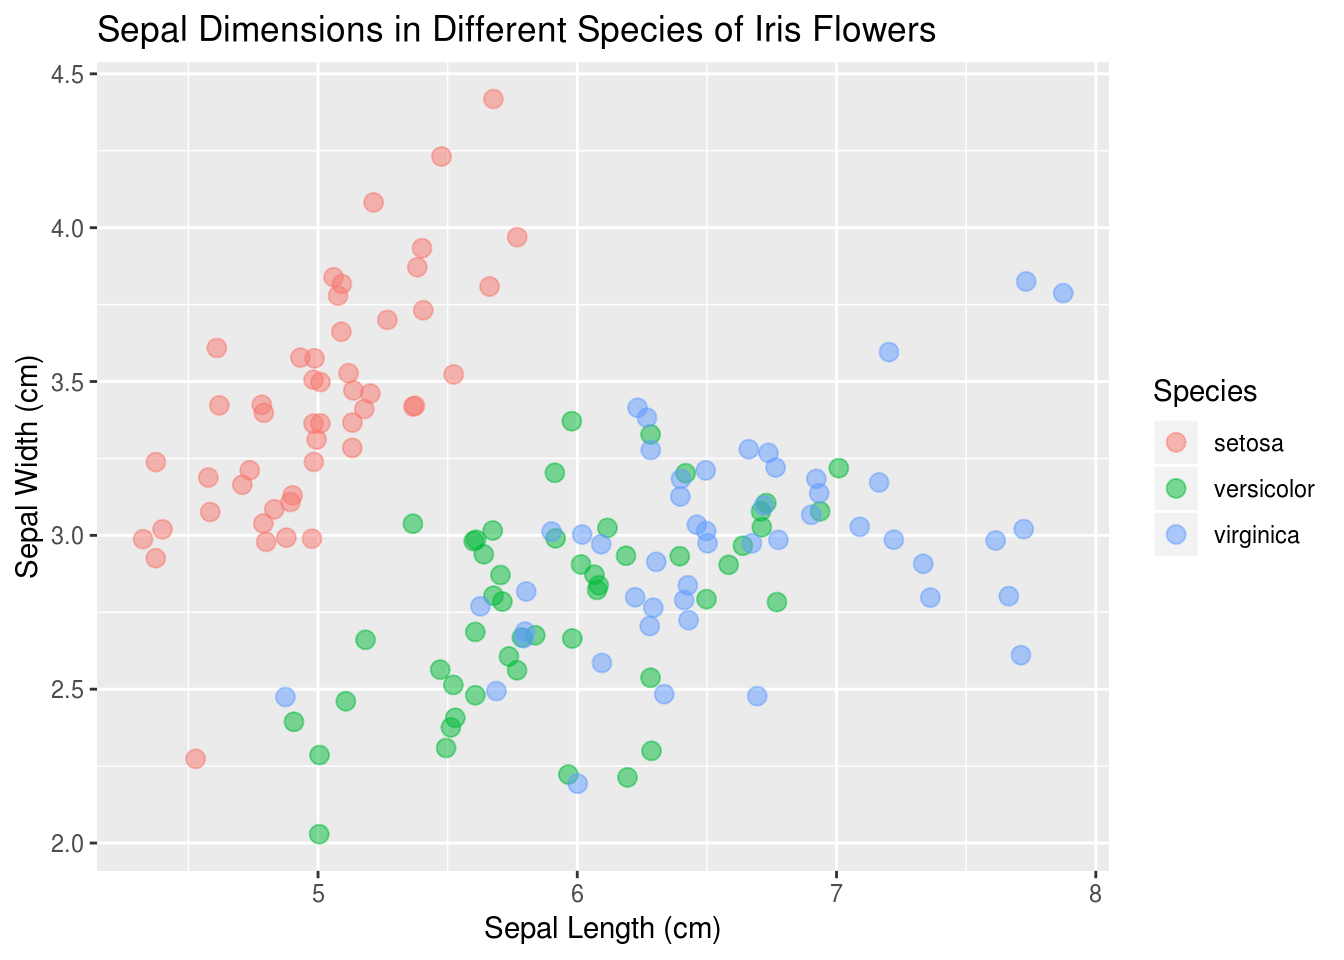 Sepal Dimensions in Different Species of Iris Flowers
4.5
4.0
3.5
3.0
2.5
2.0
Sepal Width (cm)
5 6 7 8
Sepal Length (cm)
Species
setosa
versicolor
virginica